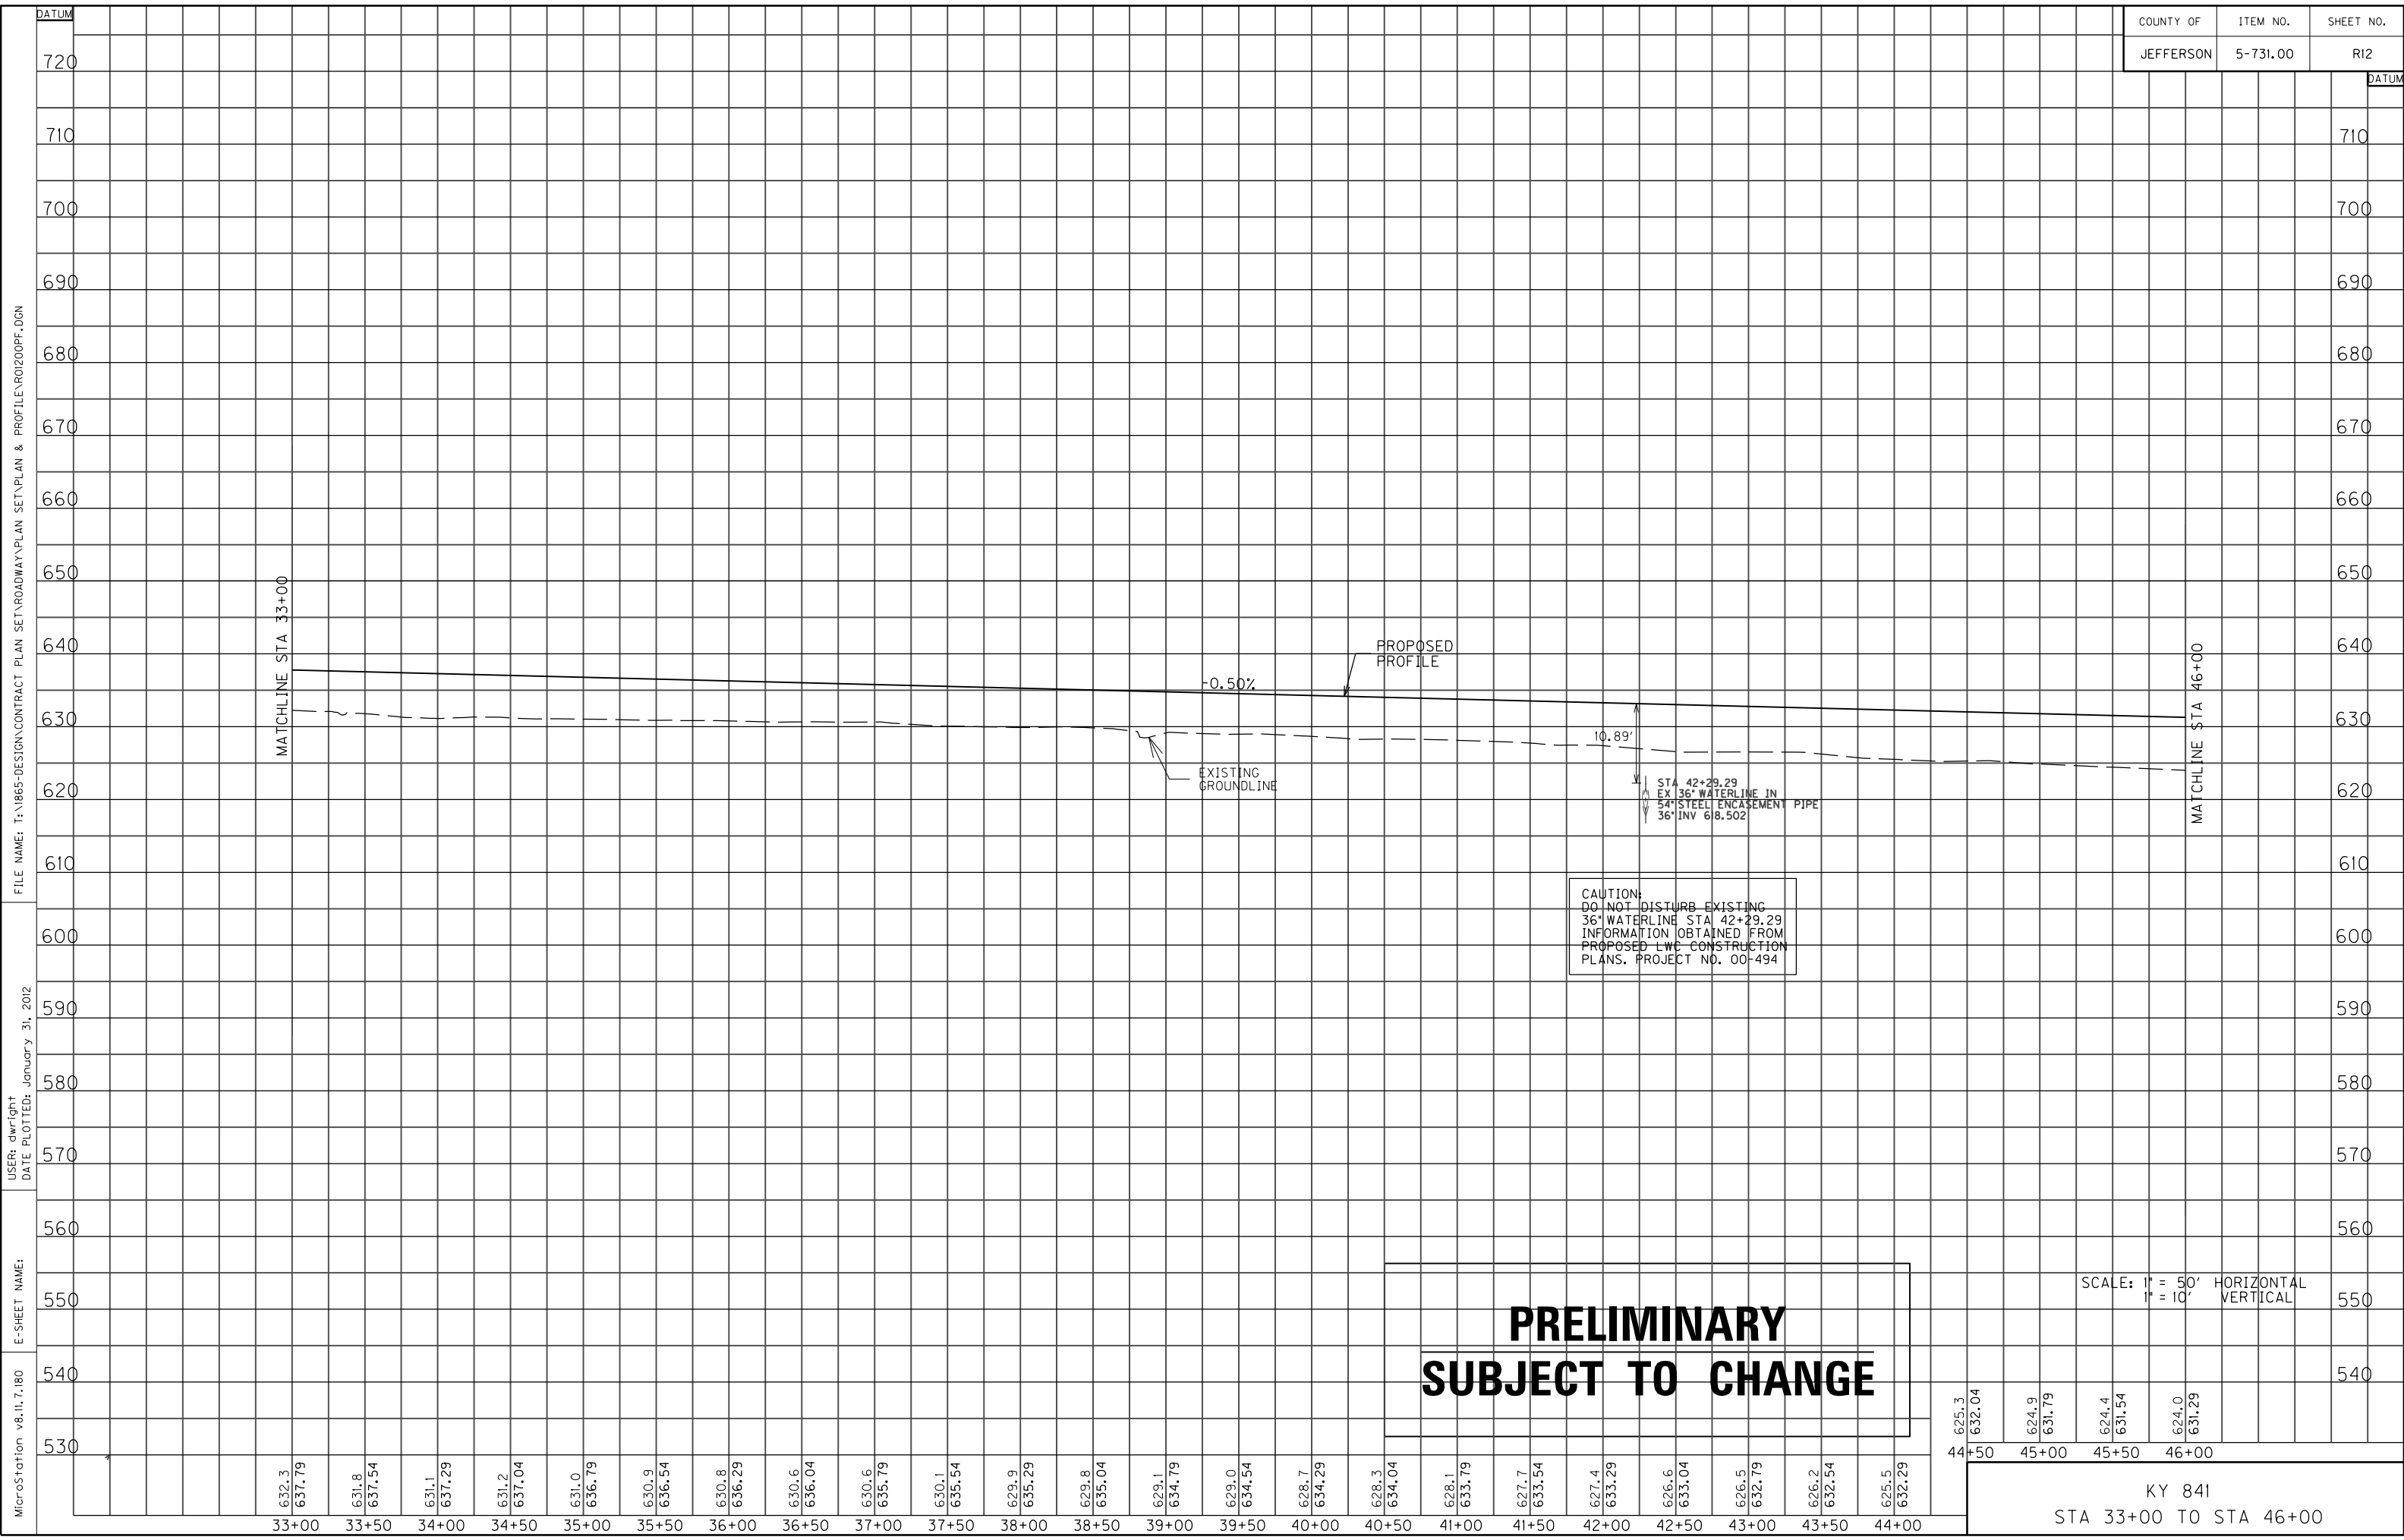 DATUM
COUNTY OF ITEM NO. SHEET NO.
JEFFERSON 5-731.00 R12
DATUM
720
710 710
700 700
690 690
680 680
670 670
660 660
650 650
640 640
630 630
620 620
610 610
600 600
590 590
580 580
570 570
560 560
550 550
540 540
530
FILE NAME: T:\1865-DESIGN\CONTRACT PLAN SET\ROADWAY\PLAN SET\PLAN & PROFILE\R01200PF.DGN
USER: dwright
DATE PLOTTED: January 31, 2012
E-SHEET NAME:
MicroStation v8.11.7.180
MATCHLINE STA 33+00
PROPOSED
PROFILE
-0.50%
EXISTING
GROUNDLINE
10.89'
STA 42+29.29
EX 36" WATERLINE IN
54" STEEL ENCASEMENT PIPE
36" INV 618.502
MATCHLINE STA 46+00
CAUTION:
DO NOT DISTURB EXISTING
36" WATERLINE STA 42+29.29
INFORMATION OBTAINED FROM
PROPOSED LWC CONSTRUCTION
PLANS. PROJECT NO. 00-494
SCALE: 1" = 50' HORIZONTAL
1" = 10' VERTICAL
PRELIMINARY
SUBJECT TO CHANGE
632.3 637.79
631.8 637.54
631.1 637.29
631.2 637.04
631.0 636.79
630.9 636.54
630.8 636.29
630.6 636.04
630.6 635.79
630.1 635.54
629.9 635.29
629.8 635.04
629.1 634.79
629.0 634.54
628.7 634.29
628.3 634.04
628.1 633.79
627.7 633.54
627.4 633.29
626.6 633.04
626.5 632.79
626.2 632.54
625.5 632.29
625.3 632.04
624.9 631.79
624.4 631.54
624.0 631.29
44+50 45+00 45+50 46+00
33+00 33+50 34+00 34+50 35+00 35+50 36+00 36+50 37+00 37+50 38+00 38+50 39+00 39+50 40+00 40+50 41+00 41+50 42+00 42+50 43+00 43+50 44+00
KY 841
STA 33+00 TO STA 46+00